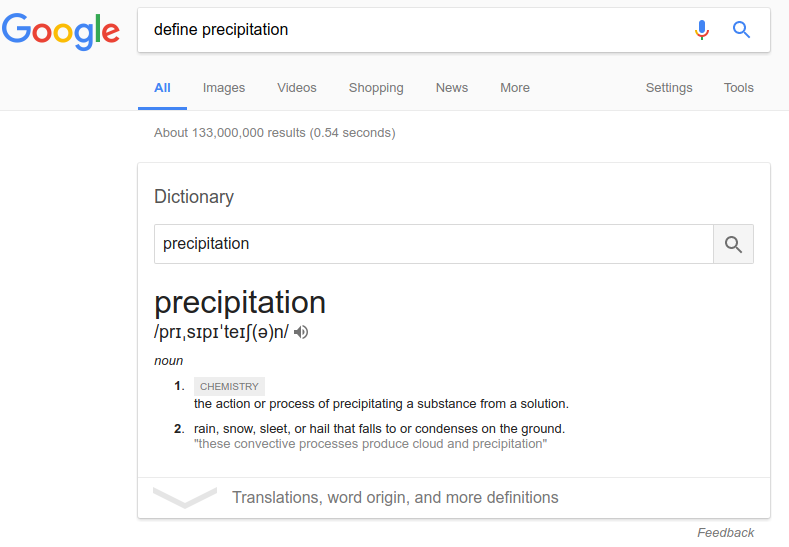 Google
define precipitation
All Images Videos Shopping News More Settings Tools
About 133,000,000 results (0.54 seconds)
Dictionary
precipitation
precipitation
/prɪˌsɪpɪˈteɪʃ(ə)n/
noun
1. CHEMISTRY
the action or process of precipitating a substance from a solution.
2. rain, snow, sleet, or hail that falls to or condenses on the ground.
"these convective processes produce cloud and precipitation"
Translations, word origin, and more definitions
Feedback